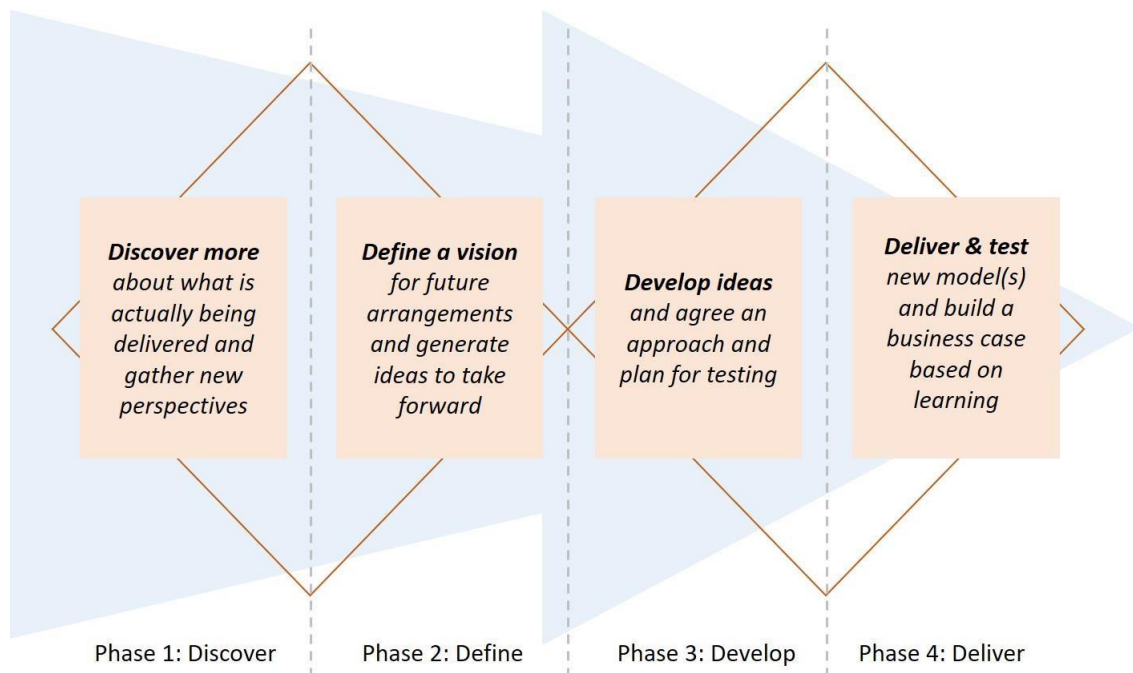 Discover more
about what is
actually being
delivered and
gather new
perspectives
Define a vision
for future
arrangements
and generate
ideas to take
forward
Develop ideas
and agree an
approach and
plan for testing
Deliver & test
new model(s)
and build a
business case
based on
learning
Phase 1: Discover
Phase 2: Define
Phase 3: Develop
Phase 4: Deliver